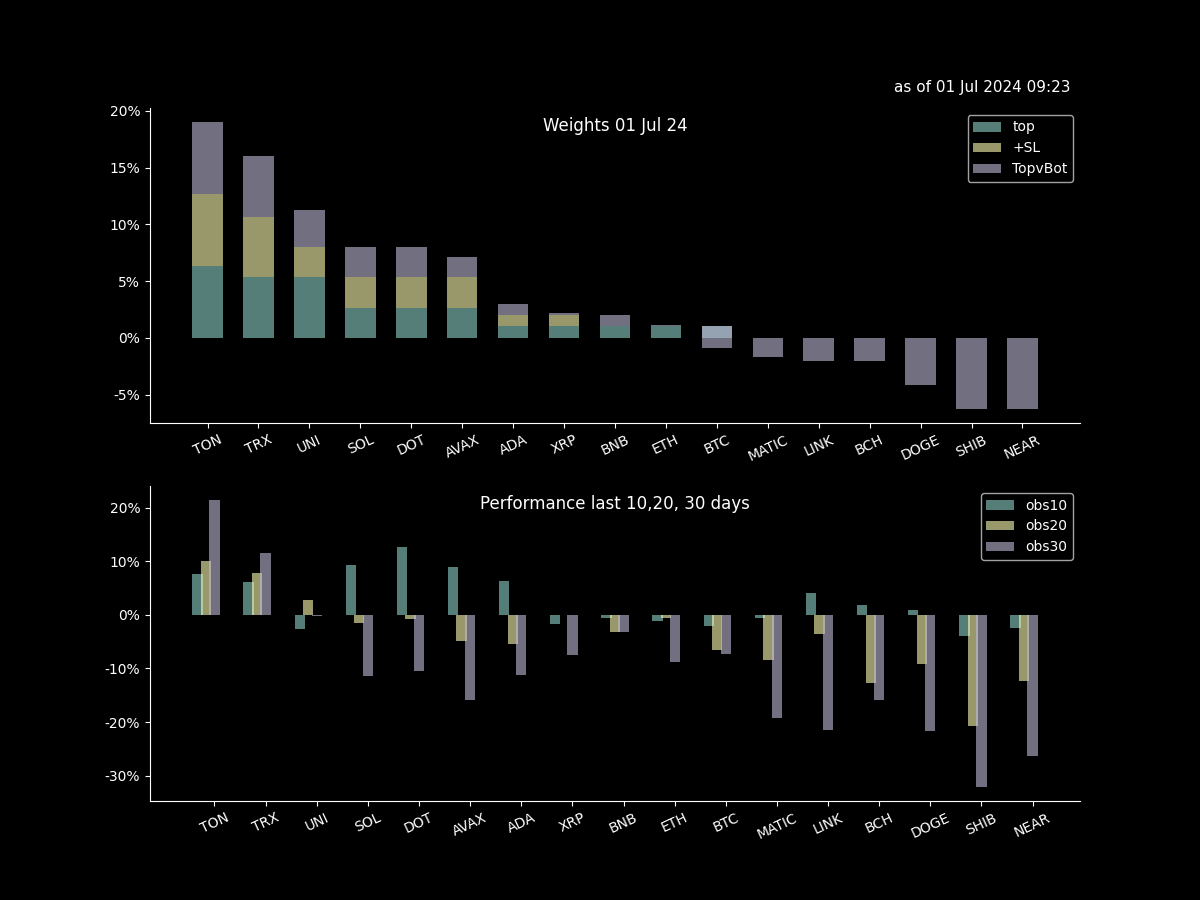 as of 01 Jul 2024 09:23
Weights 01 Jul 24
20%
15%
10%
5%
0%
-5%
top
+SL
TopvBot
TON TRX UNI SOL DOT AVAX ADA XRP BNB ETH BTC MATIC LINK BCH DOGE SHIB NEAR
Performance last 10,20, 30 days
20%
10%
0%
-10%
-20%
-30%
obs10
obs20
obs30
TON TRX UNI SOL DOT AVAX ADA XRP BNB ETH BTC MATIC LINK BCH DOGE SHIB NEAR